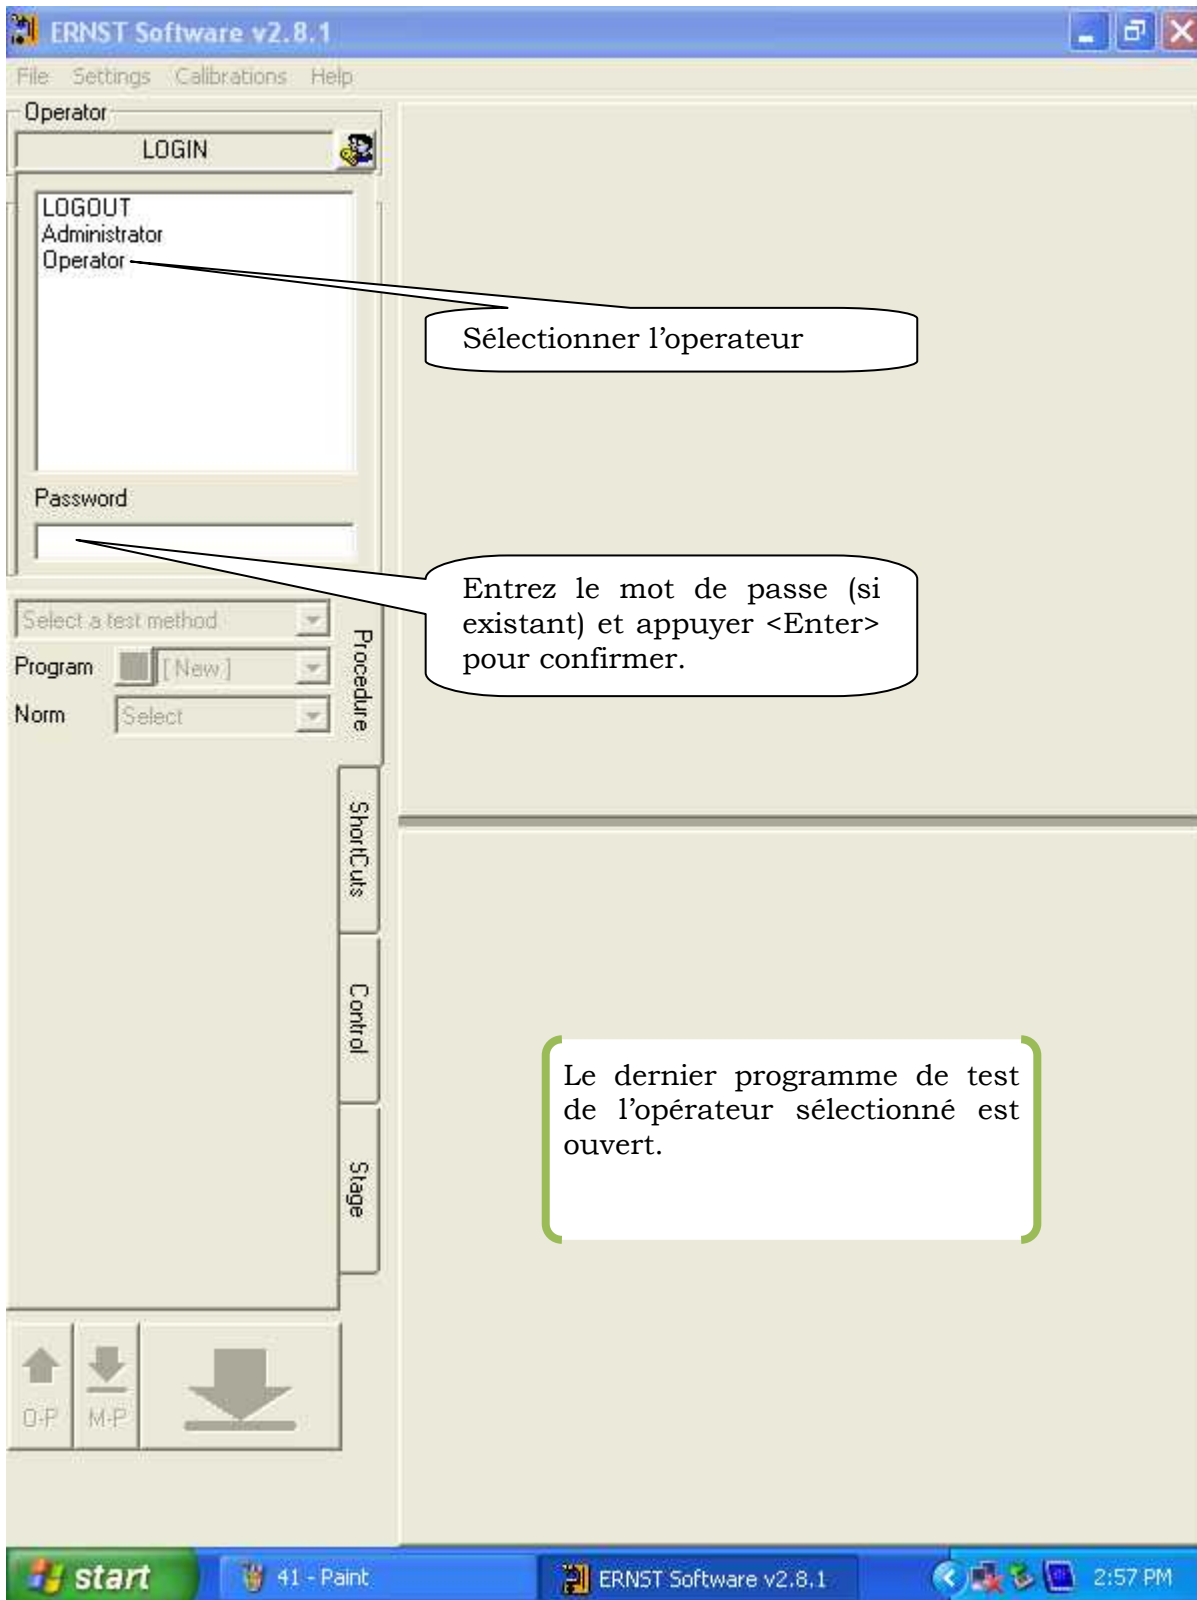 ERNST Software v2.8.1
File Settings Calibrations Help
Operator
LOGIN
LOGOUT
Administrator
Operator
Sélectionner l’operateur
Password
Entrez le mot de passe (si
existant) et appuyer <Enter>
pour confirmer.
Select a test method
Program [ New ]
Norm Select
Procedure
ShortCuts
Control
Stage
Le dernier programme de test
de l’opérateur sélectionné est
ouvert.
O-P M-P
start 41 - Paint ERNST Software v2.8.1 2:57 PM